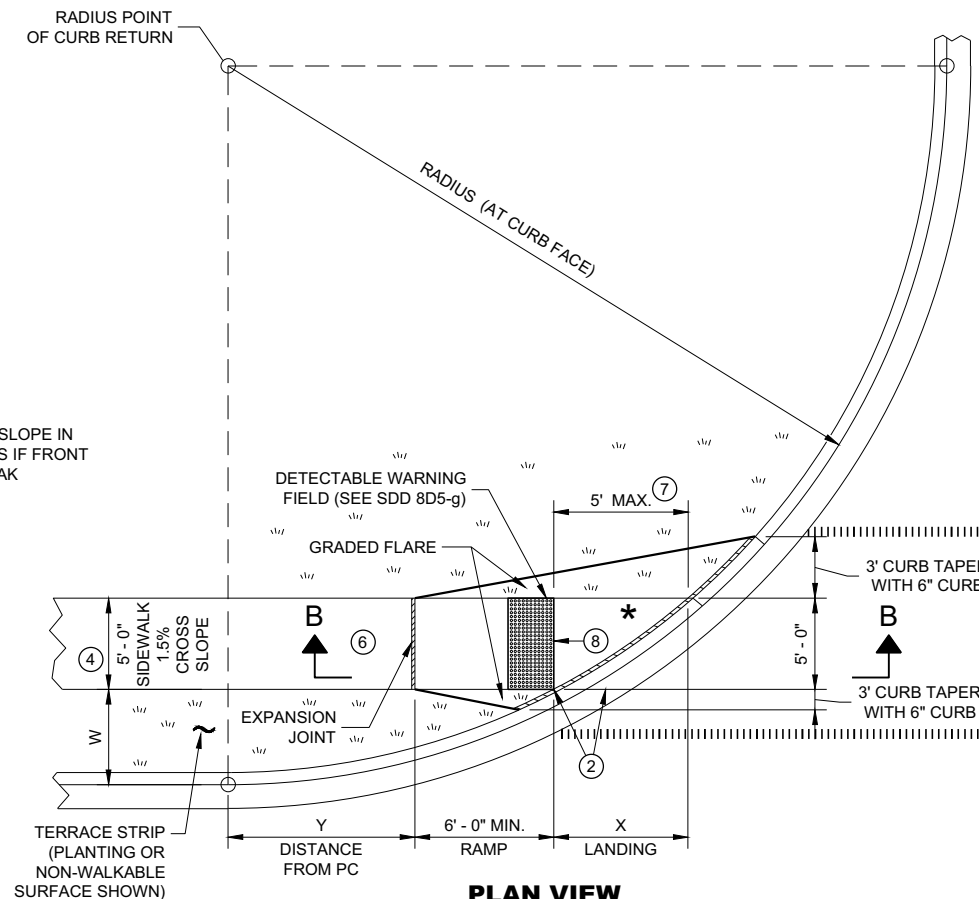 RADIUS POINT
OF CURB RETURN
RADIUS (AT CURB FACE)
SLOPE IN
S IF FRONT
AK
DETECTABLE WARNING
FIELD (SEE SDD 8D5-g)
5' MAX.
7
GRADED FLARE
3' CURB TAPER
WITH 6" CURB
4
5' - 0"
SIDEWALK
1.5%
CROSS
SLOPE
B
6
*
8
5' - 0"
B
W
EXPANSION
JOINT
2
3' CURB TAPER
WITH 6" CURB
TERRACE STRIP
(PLANTING OR
NON-WALKABLE
SURFACE SHOWN)
Y
DISTANCE
FROM PC
6' - 0" MIN.
RAMP
X
LANDING
PLAN VIEW